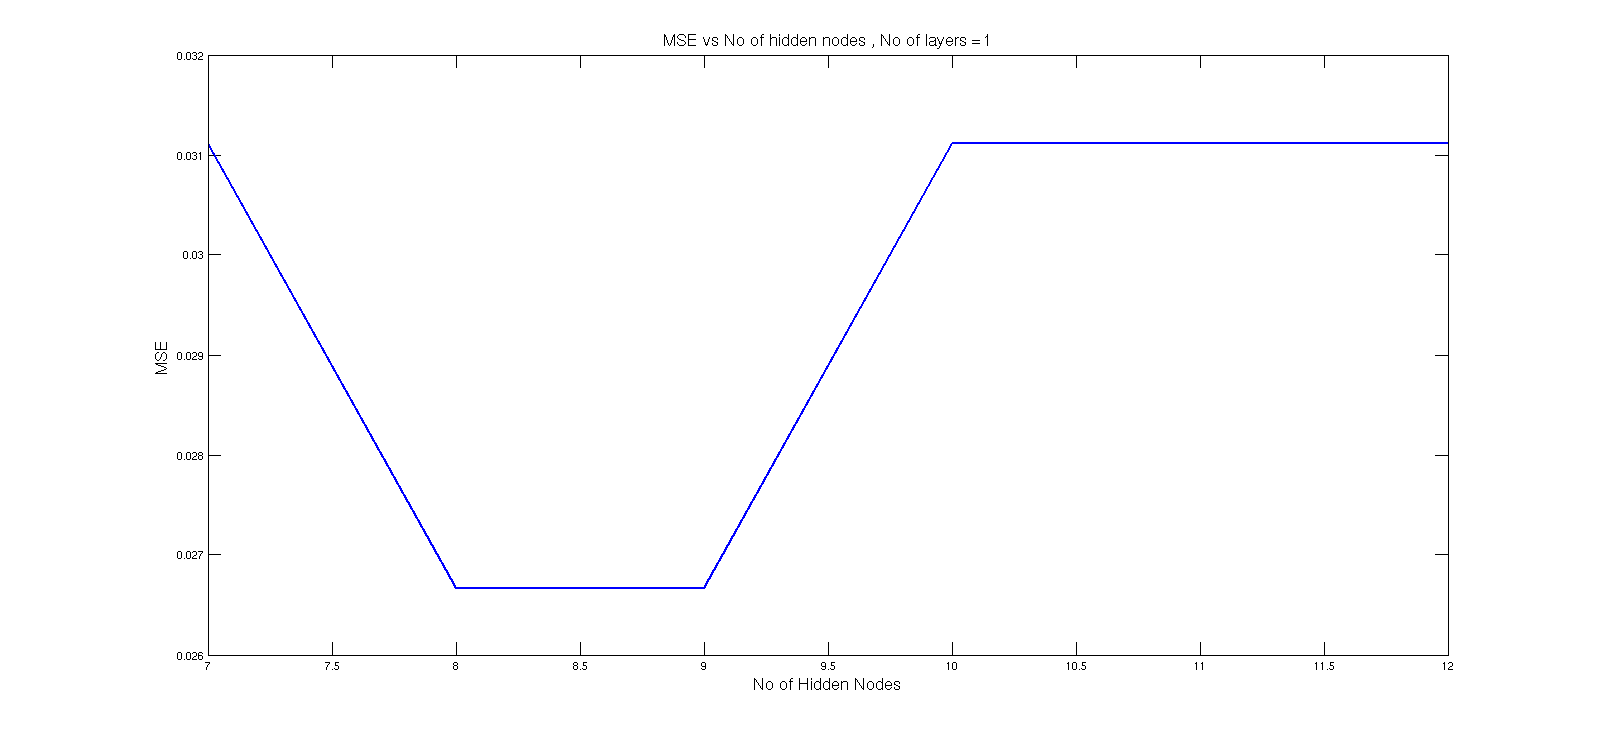 MSE vs No of hidden nodes , No of layers = 1
0.032
0.031
0.03
0.029
0.028
0.027
0.026
MSE
7 7.5 8 8.5 9 9.5 10 10.5 11 11.5 12
No of Hidden Nodes